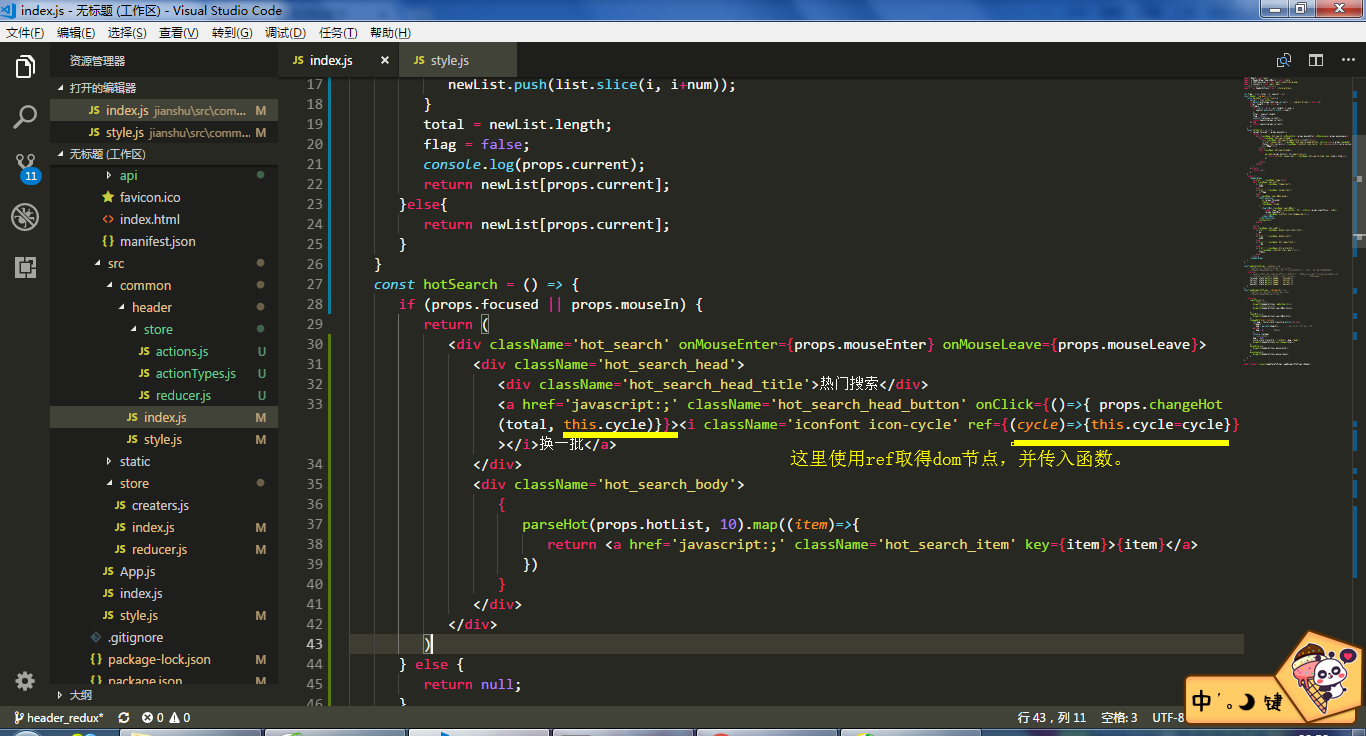 index.js - 无标题 (工作区) - Visual Studio Code
文件(F) 编辑(E) 选择(S) 查看(V) 转到(G) 调试(D) 任务(T) 帮助(H)
资源管理器
JS index.js ×
JS style.js
打开的编辑器
JS index.js jianshu\src\com... M
JS style.js jianshu\src\comm... M
无标题 (工作区)
api
favicon.ico
<> index.html
{} manifest.json
src
common
header
store
JS actions.js U
JS actionTypes.js U
JS reducer.js U
JS index.js M
JS style.js M
static
store
JS creaters.js
JS index.js M
JS reducer.js M
JS App.js
JS index.js
JS style.js M
.gitignore
{} package-lock.json M
{} package.json M
大纲
11
17 newList.push(list.slice(i, i+num));
18 }
19 total = newList.length;
20 flag = false;
21 console.log(props.current);
22 return newList[props.current];
23 }else{
24 return newList[props.current];
25 }
26 }
27 const hotSearch = () => {
28 if (props.focused || props.mouseIn) {
29 return (
30 <div className='hot_search' onMouseEnter={props.mouseEnter} onMouseLeave={props.mouseLeave}>
31 <div className='hot_search_head'>
32 <div className='hot_search_head_title'>热门搜索</div>
33 <a href='javascript:;' className='hot_search_head_button' onClick={()=>{ props.changeHot
(total, this.cycle)}}><i className='iconfont icon-cycle' ref={(cycle)=>{this.cycle=cycle}}
></i>换一批</a>
这里使用ref取得dom节点，并传入函数。
34 </div>
35 <div className='hot_search_body'>
36 {
37 parseHot(props.hotList, 10).map((item)=>{
38 return <a href='javascript:;' className='hot_search_item' key={item}>{item}</a>
39 })
40 }
41 </div>
42 </div>
43 )
44 } else {
45 return null;
46 }
header_redux* 0 0
行 43，列 11 空格: 3 UTF-8
中 键